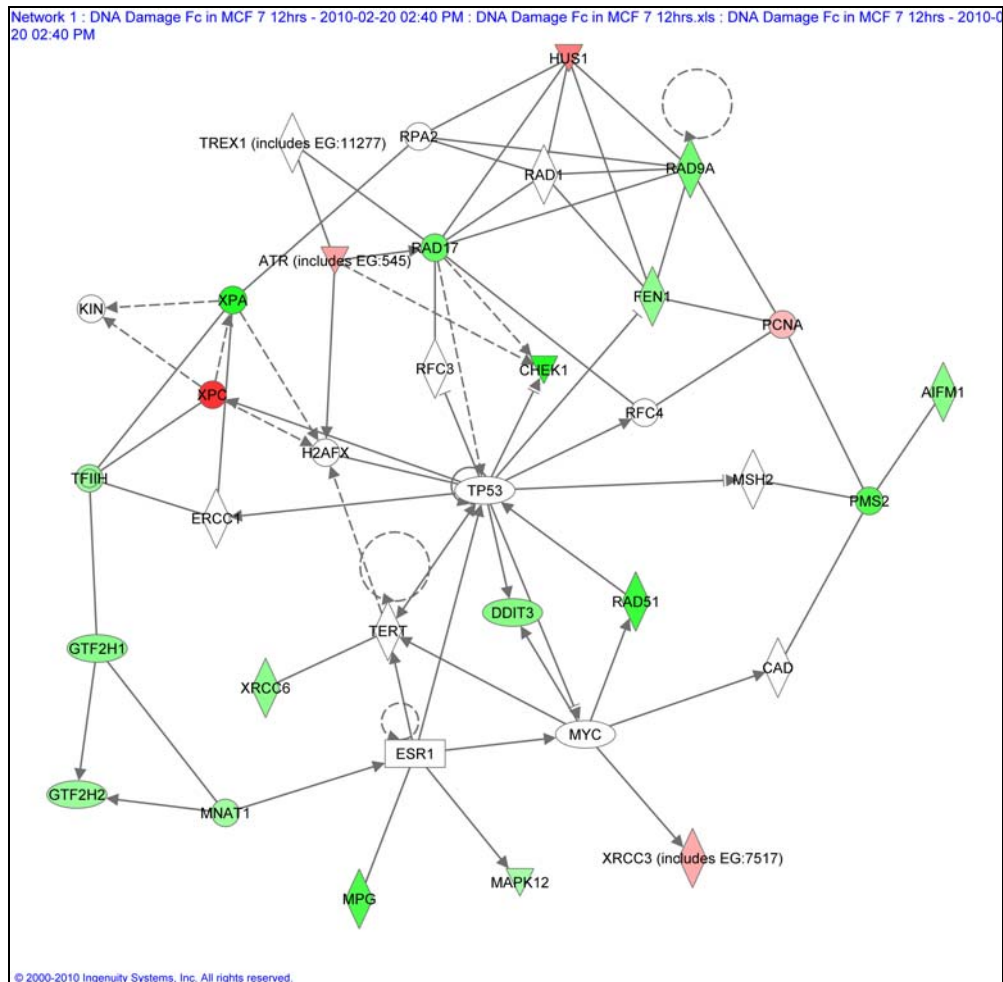 Network 1 : DNA Damage Fc in MCF 7 12hrs - 2010-02-20 02:40 PM : DNA Damage Fc in MCF 7 12hrs.xls : DNA Damage Fc in MCF 7 12hrs - 2010-0
20 02:40 PM
HUS1
RPA2
TREX1 (includes EG:11277)
RAD1
RAD9A
RAD17
ATR (includes EG:545)
XPA
KIN
FEN1
PCNA
RFC3
CHEK1
AIFM1
XPC
RFC4
H2AFX
TFIIH
TP53
MSH2
PMS2
ERCC1
RAD51
DDIT3
TERT
GTF2H1
CAD
XRCC6
MYC
ESR1
GTF2H2
MNAT1
XRCC3 (includes EG:7517)
MAPK12
MPG
© 2000-2010 Ingenuity Systems, Inc. All rights reserved.